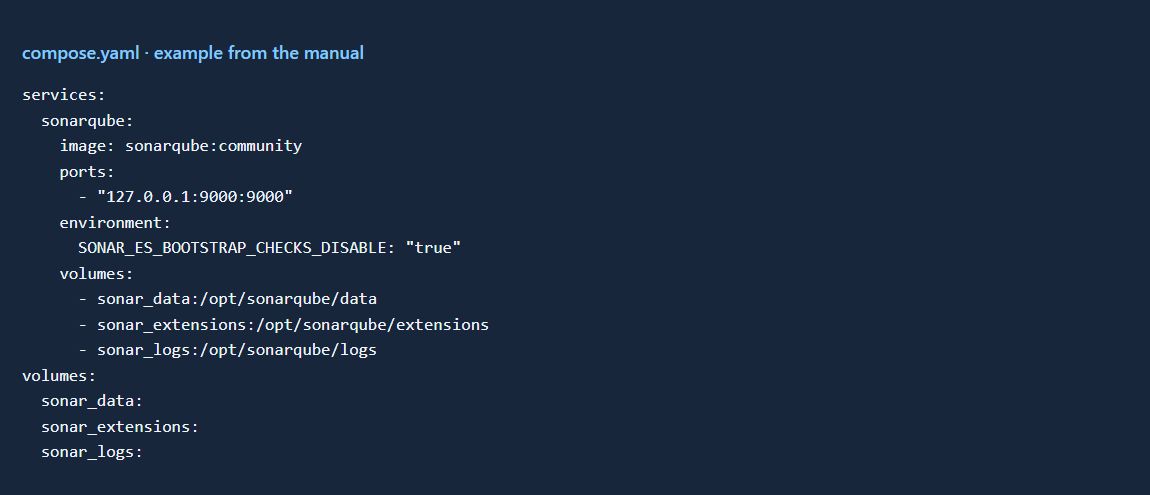 compose.yaml · example from the manual
services:
  sonarqube:
    image: sonarqube:community
    ports:
      - "127.0.0.1:9000:9000"
    environment:
      SONAR_ES_BOOTSTRAP_CHECKS_DISABLE: "true"
    volumes:
      - sonar_data:/opt/sonarqube/data
      - sonar_extensions:/opt/sonarqube/extensions
      - sonar_logs:/opt/sonarqube/logs
volumes:
  sonar_data:
  sonar_extensions:
  sonar_logs: